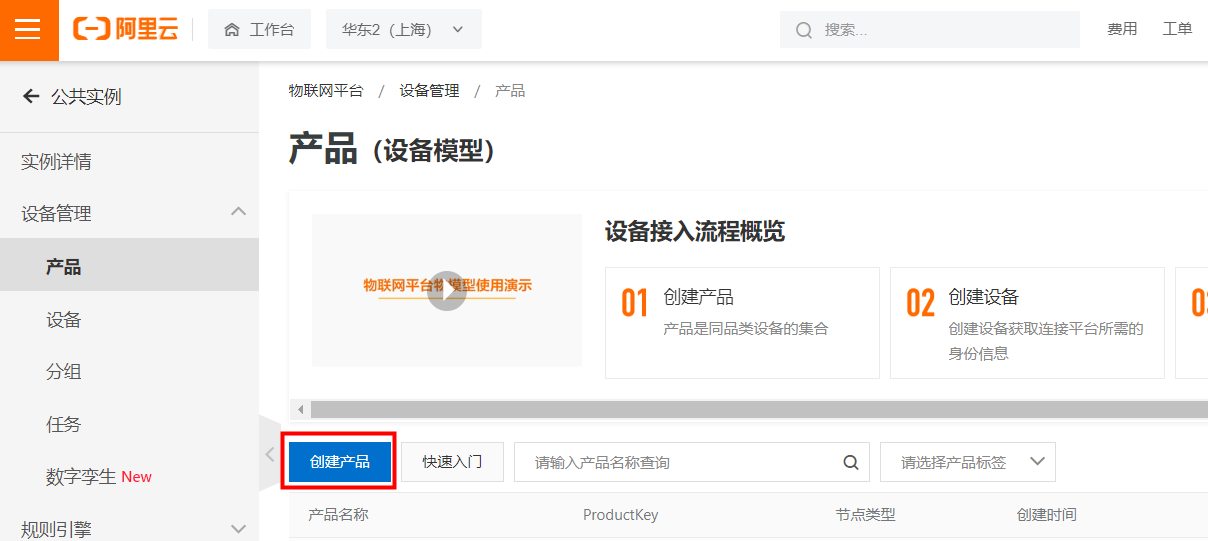 阿里云 工作台 华东2（上海） 搜索... 费用 工单
公共实例
实例详情
设备管理
产品
设备
分组
任务
数字孪生 New
规则引擎
物联网平台 / 设备管理 / 产品
产品（设备模型）
物联网平台物模型使用演示
设备接入流程概览
01 创建产品
产品是同品类设备的集合
02 创建设备
创建设备获取连接平台所需的
身份信息
创建产品 快速入门 请输入产品名称查询 请选择产品标签
产品名称 ProductKey 节点类型 创建时间